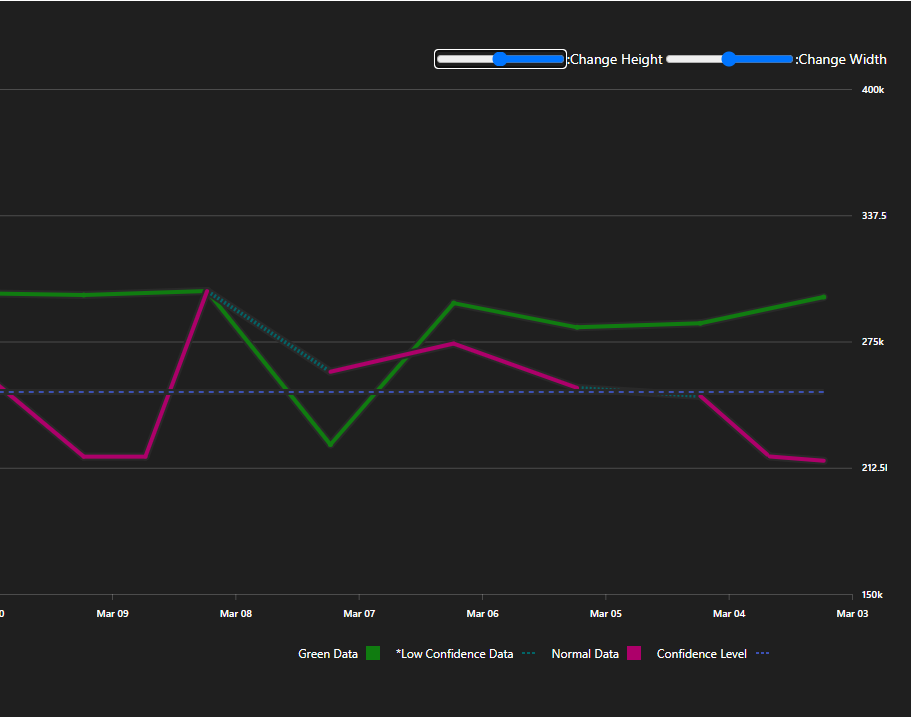 :Change Height :Change Width
400k
337.5
275k
212.5l
150k
0 Mar 09 Mar 08 Mar 07 Mar 06 Mar 05 Mar 04 Mar 03
Green Data *Low Confidence Data Normal Data Confidence Level